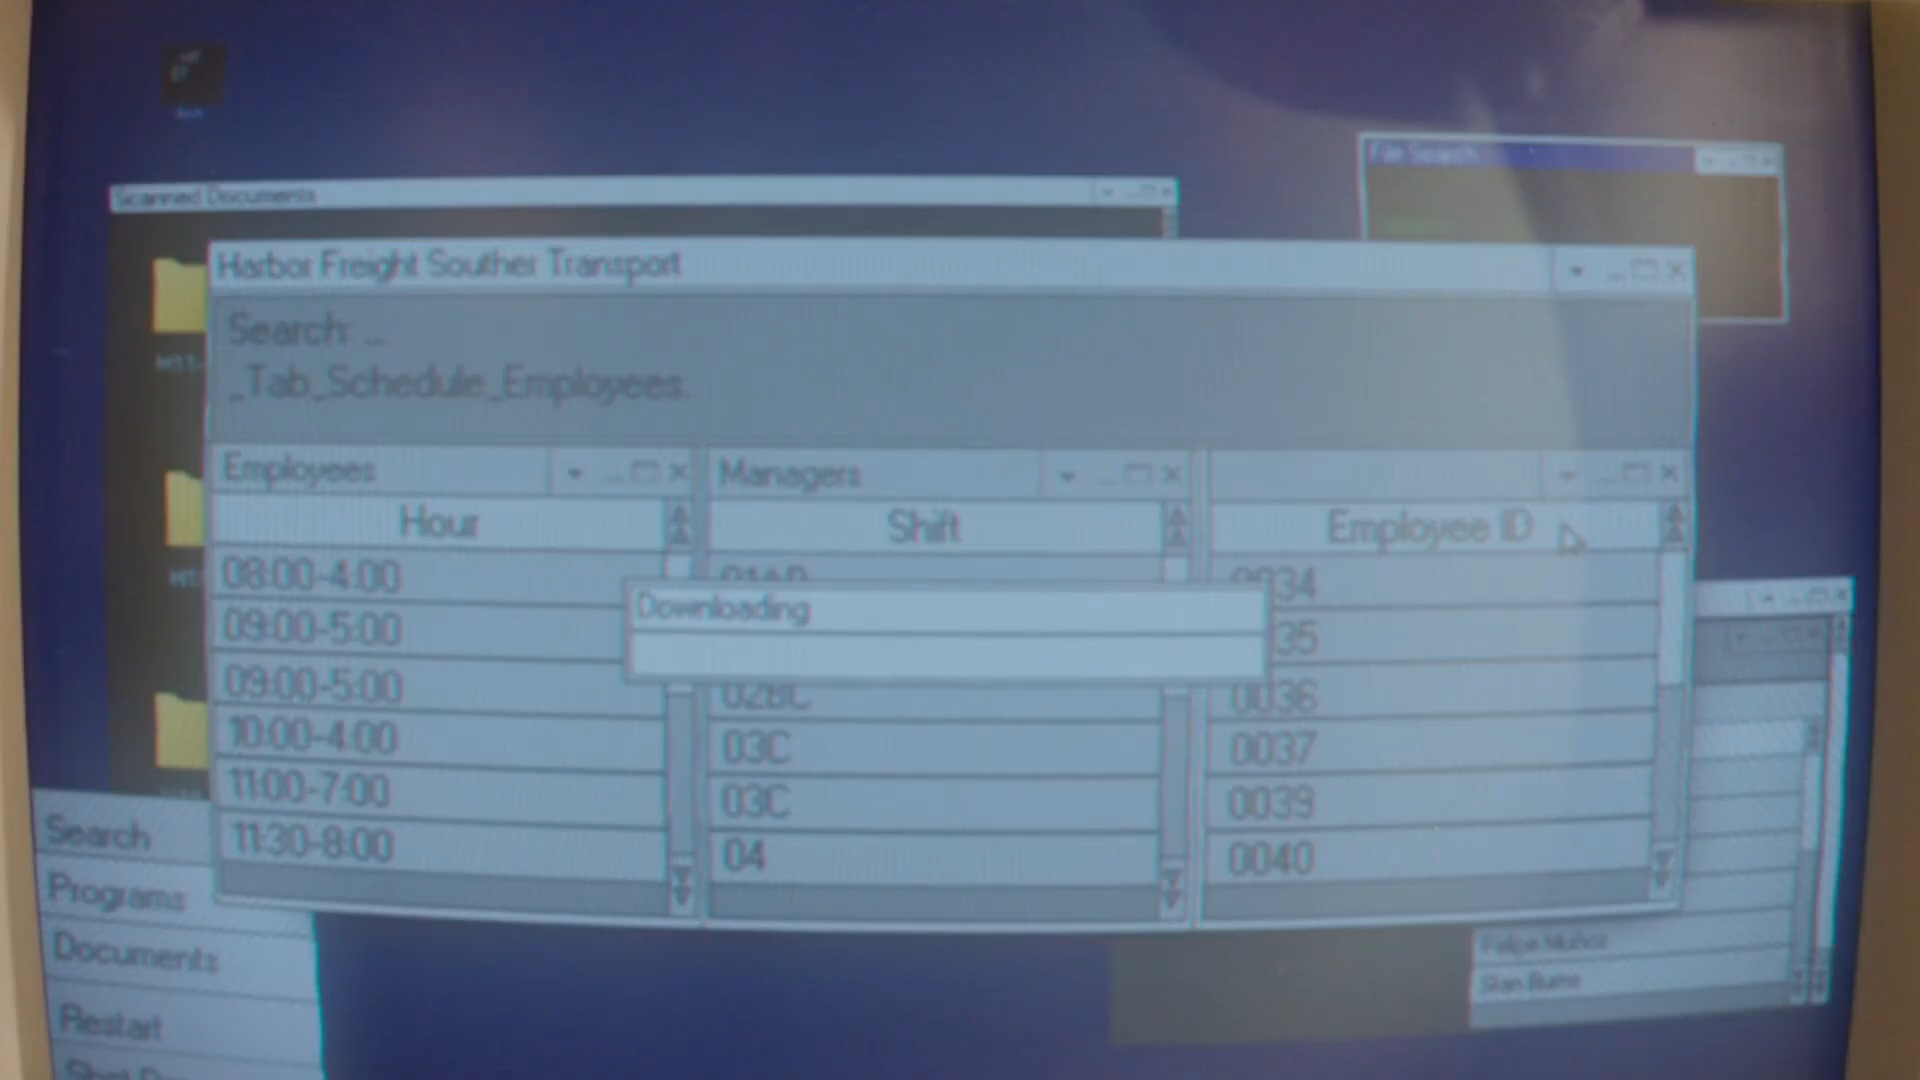 Scanned Documents
File Search
Harbor Freight Souther Transport
Search: _
_Tab_Schedule_Employees.
Employees
Managers
Hour
Shift
Employee ID
08:00-4:00
0034
09:00-5:00
35
Downloading
09:00-5:00
02BC
0036
10:00-4:00
03C
0037
11:00-7:00
03C
0039
11:30-8:00
04
0040
Search
Programs
Documents
Restart
Felipe Muñoz
Stan Burns